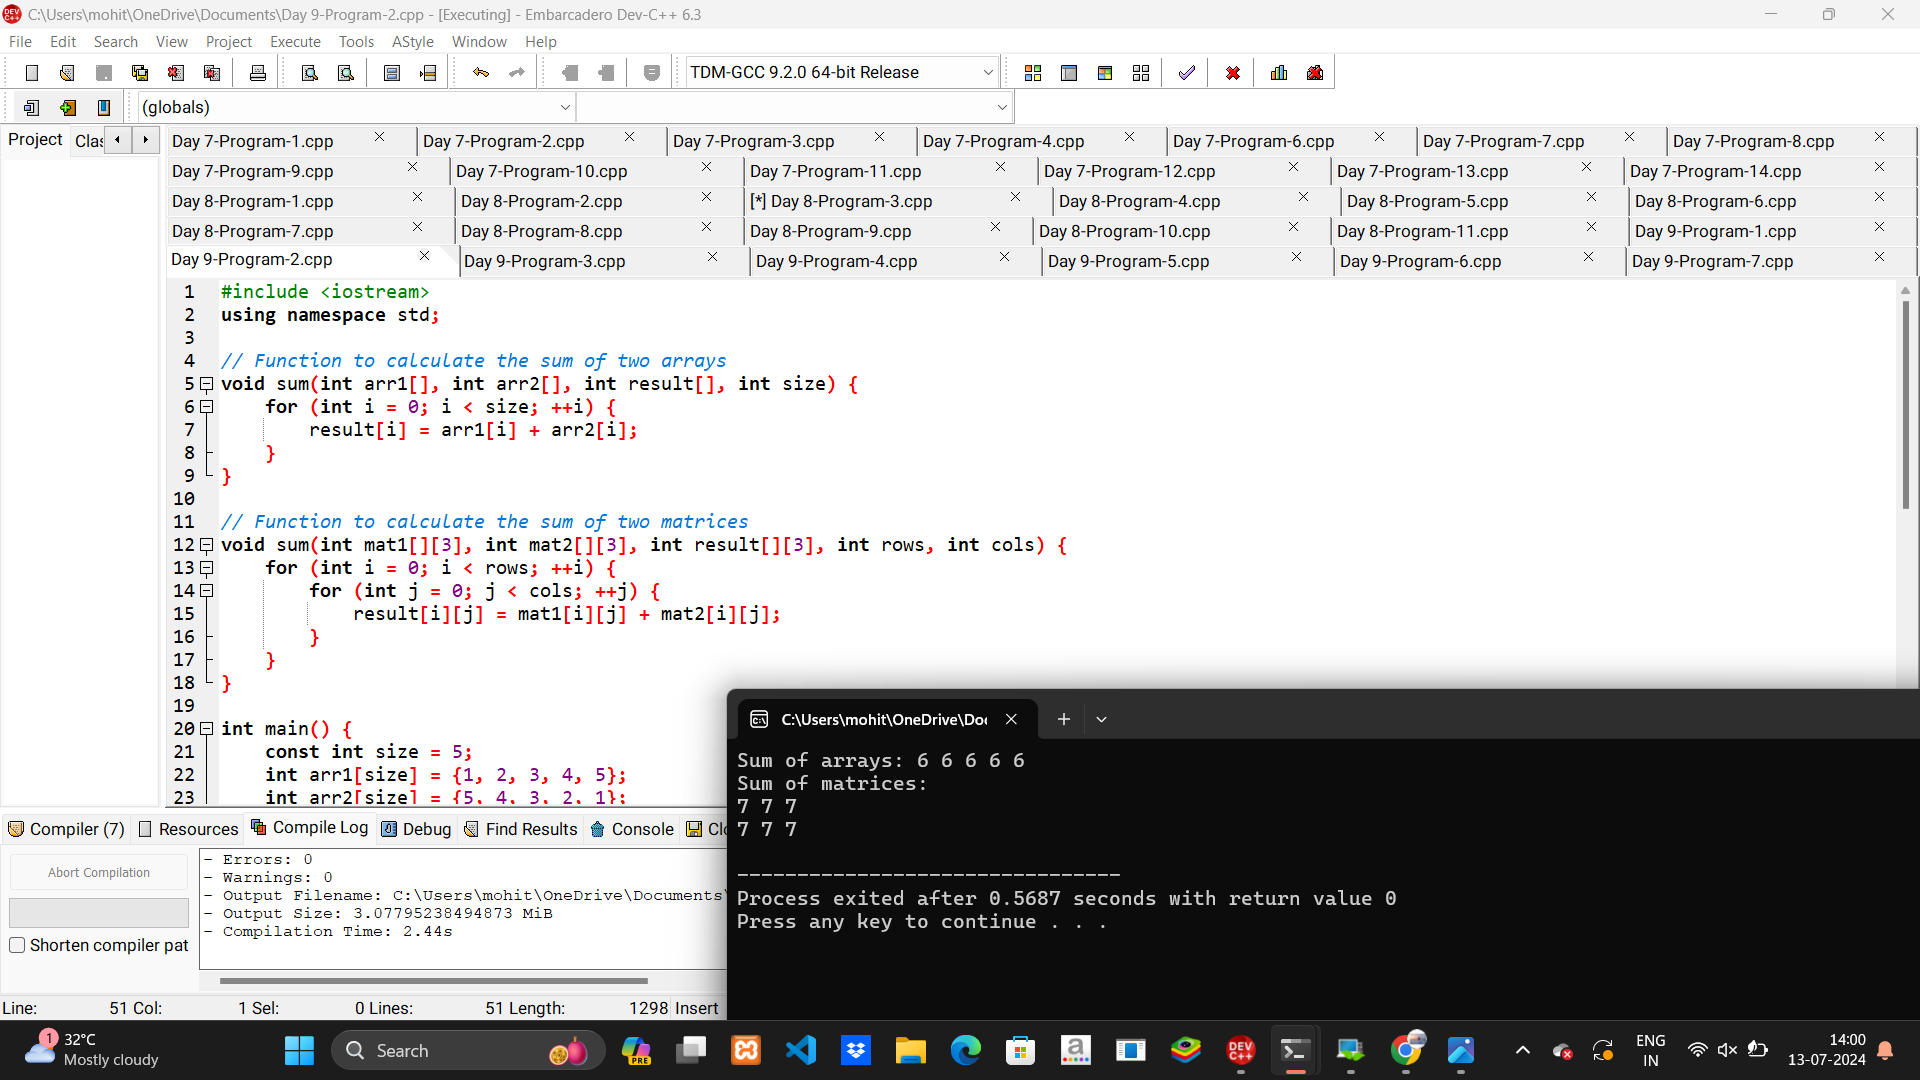 C:\Users\mohit\OneDrive\Documents\Day 9-Program-2.cpp - [Executing] - Embarcadero Dev-C++ 6.3
File Edit Search View Project Execute Tools AStyle Window Help
TDM-GCC 9.2.0 64-bit Release
(globals)
Project Clas
Day 7-Program-1.cpp Day 7-Program-2.cpp Day 7-Program-3.cpp Day 7-Program-4.cpp Day 7-Program-6.cpp Day 7-Program-7.cpp Day 7-Program-8.cpp
Day 7-Program-9.cpp Day 7-Program-10.cpp Day 7-Program-11.cpp Day 7-Program-12.cpp Day 7-Program-13.cpp Day 7-Program-14.cpp
Day 8-Program-1.cpp Day 8-Program-2.cpp [*] Day 8-Program-3.cpp Day 8-Program-4.cpp Day 8-Program-5.cpp Day 8-Program-6.cpp
Day 8-Program-7.cpp Day 8-Program-8.cpp Day 8-Program-9.cpp Day 8-Program-10.cpp Day 8-Program-11.cpp Day 9-Program-1.cpp
Day 9-Program-2.cpp Day 9-Program-3.cpp Day 9-Program-4.cpp Day 9-Program-5.cpp Day 9-Program-6.cpp Day 9-Program-7.cpp
1 #include <iostream>
2 using namespace std;
3
4 // Function to calculate the sum of two arrays
5 void sum(int arr1[], int arr2[], int result[], int size) {
6 for (int i = 0; i < size; ++i) {
7 result[i] = arr1[i] + arr2[i];
8 }
9 }
10
11 // Function to calculate the sum of two matrices
12 void sum(int mat1[][3], int mat2[][3], int result[][3], int rows, int cols) {
13 for (int i = 0; i < rows; ++i) {
14 for (int j = 0; j < cols; ++j) {
15 result[i][j] = mat1[i][j] + mat2[i][j];
16 }
17 }
18 }
19
20 int main() {
21 const int size = 5;
22 int arr1[size] = {1, 2, 3, 4, 5};
23 int arr2[size] = {5, 4, 3, 2, 1};
C:\Users\mohit\OneDrive\Doc
Sum of arrays: 6 6 6 6 6
Sum of matrices:
7 7 7
7 7 7
--------------------------------
Process exited after 0.5687 seconds with return value 0
Press any key to continue . . .
Compiler (7) Resources Compile Log Debug Find Results Console Clo
Abort Compilation
Shorten compiler pat
- Errors: 0
- Warnings: 0
- Output Filename: C:\Users\mohit\OneDrive\Documents\
- Output Size: 3.07795238494873 MiB
- Compilation Time: 2.44s
Line: 51 Col: 1 Sel: 0 Lines: 51 Length: 1298 Insert
1 32°C
Mostly cloudy
Search
PRE
DEV C++
ENG
IN
14:00
13-07-2024